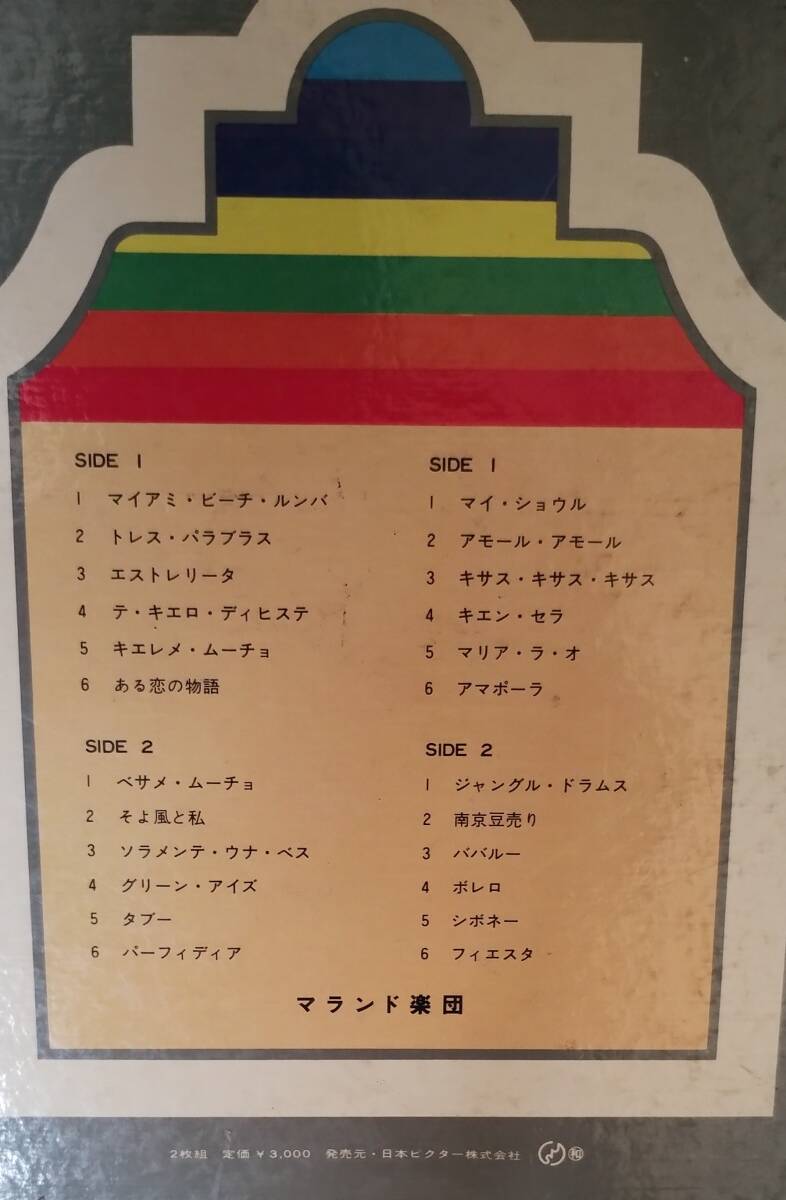 SIDE 1
1 マイアミ・ビーチ・ルンバ
2 トレス・パラブラス
3 エストレリータ
4 テ・キエロ・ディヒステ
5 キエレメ・ムーチョ
6 ある恋の物語
SIDE 2
1 ベサメ・ムーチョ
2 そよ風と私
3 ソラメンテ・ウナ・ベス
4 グリーン・アイズ
5 タブー
6 パーフィディア
SIDE 1
1 マイ・ショウル
2 アモール・アモール
3 キサス・キサス・キサス
4 キエン・セラ
5 マリア・ラ・オ
6 アマポーラ
SIDE 2
1 ジャングル・ドラムス
2 南京豆売り
3 ババルー
4 ボレロ
5 シボネー
6 フィエスタ
マランド楽団
2枚組 定価 ¥3,000 発売元・日本ビクター株式会社 ㊓